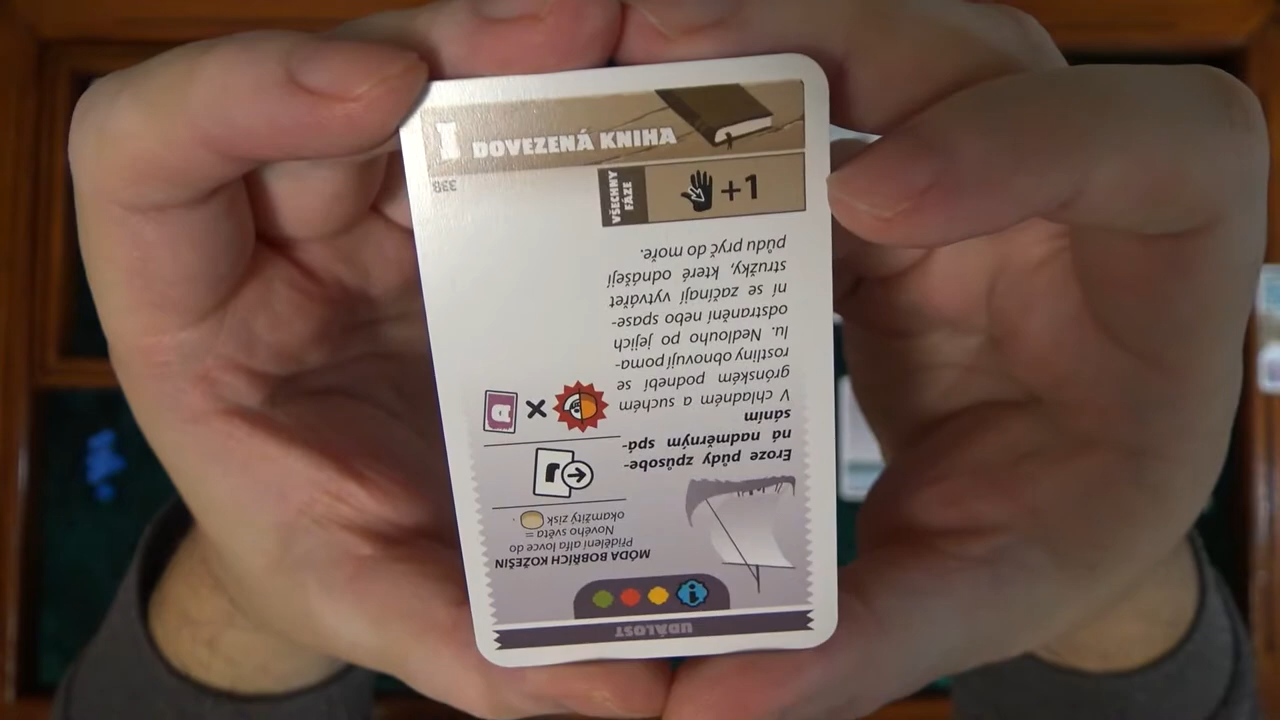 DOVEZENÁ KNIHA
338
VŠECHNY
FÁZE
+1
UDÁLOST
MÓDA BOBŘÍCH KOŽEŠIN
Přidělení alfa lovce do
Nového světa =
okamžitý zisk
Eroze půdy způsobe-
ná nadměrným spá-
sáním
V chladném a suchém
grónském podnebí se
rostliny obnovují poma-
lu. Nedlouho po jejich
odstranění nebo spase-
ní se začínají vytvářet
stružky, které odnášejí
půdu pryč do moře.